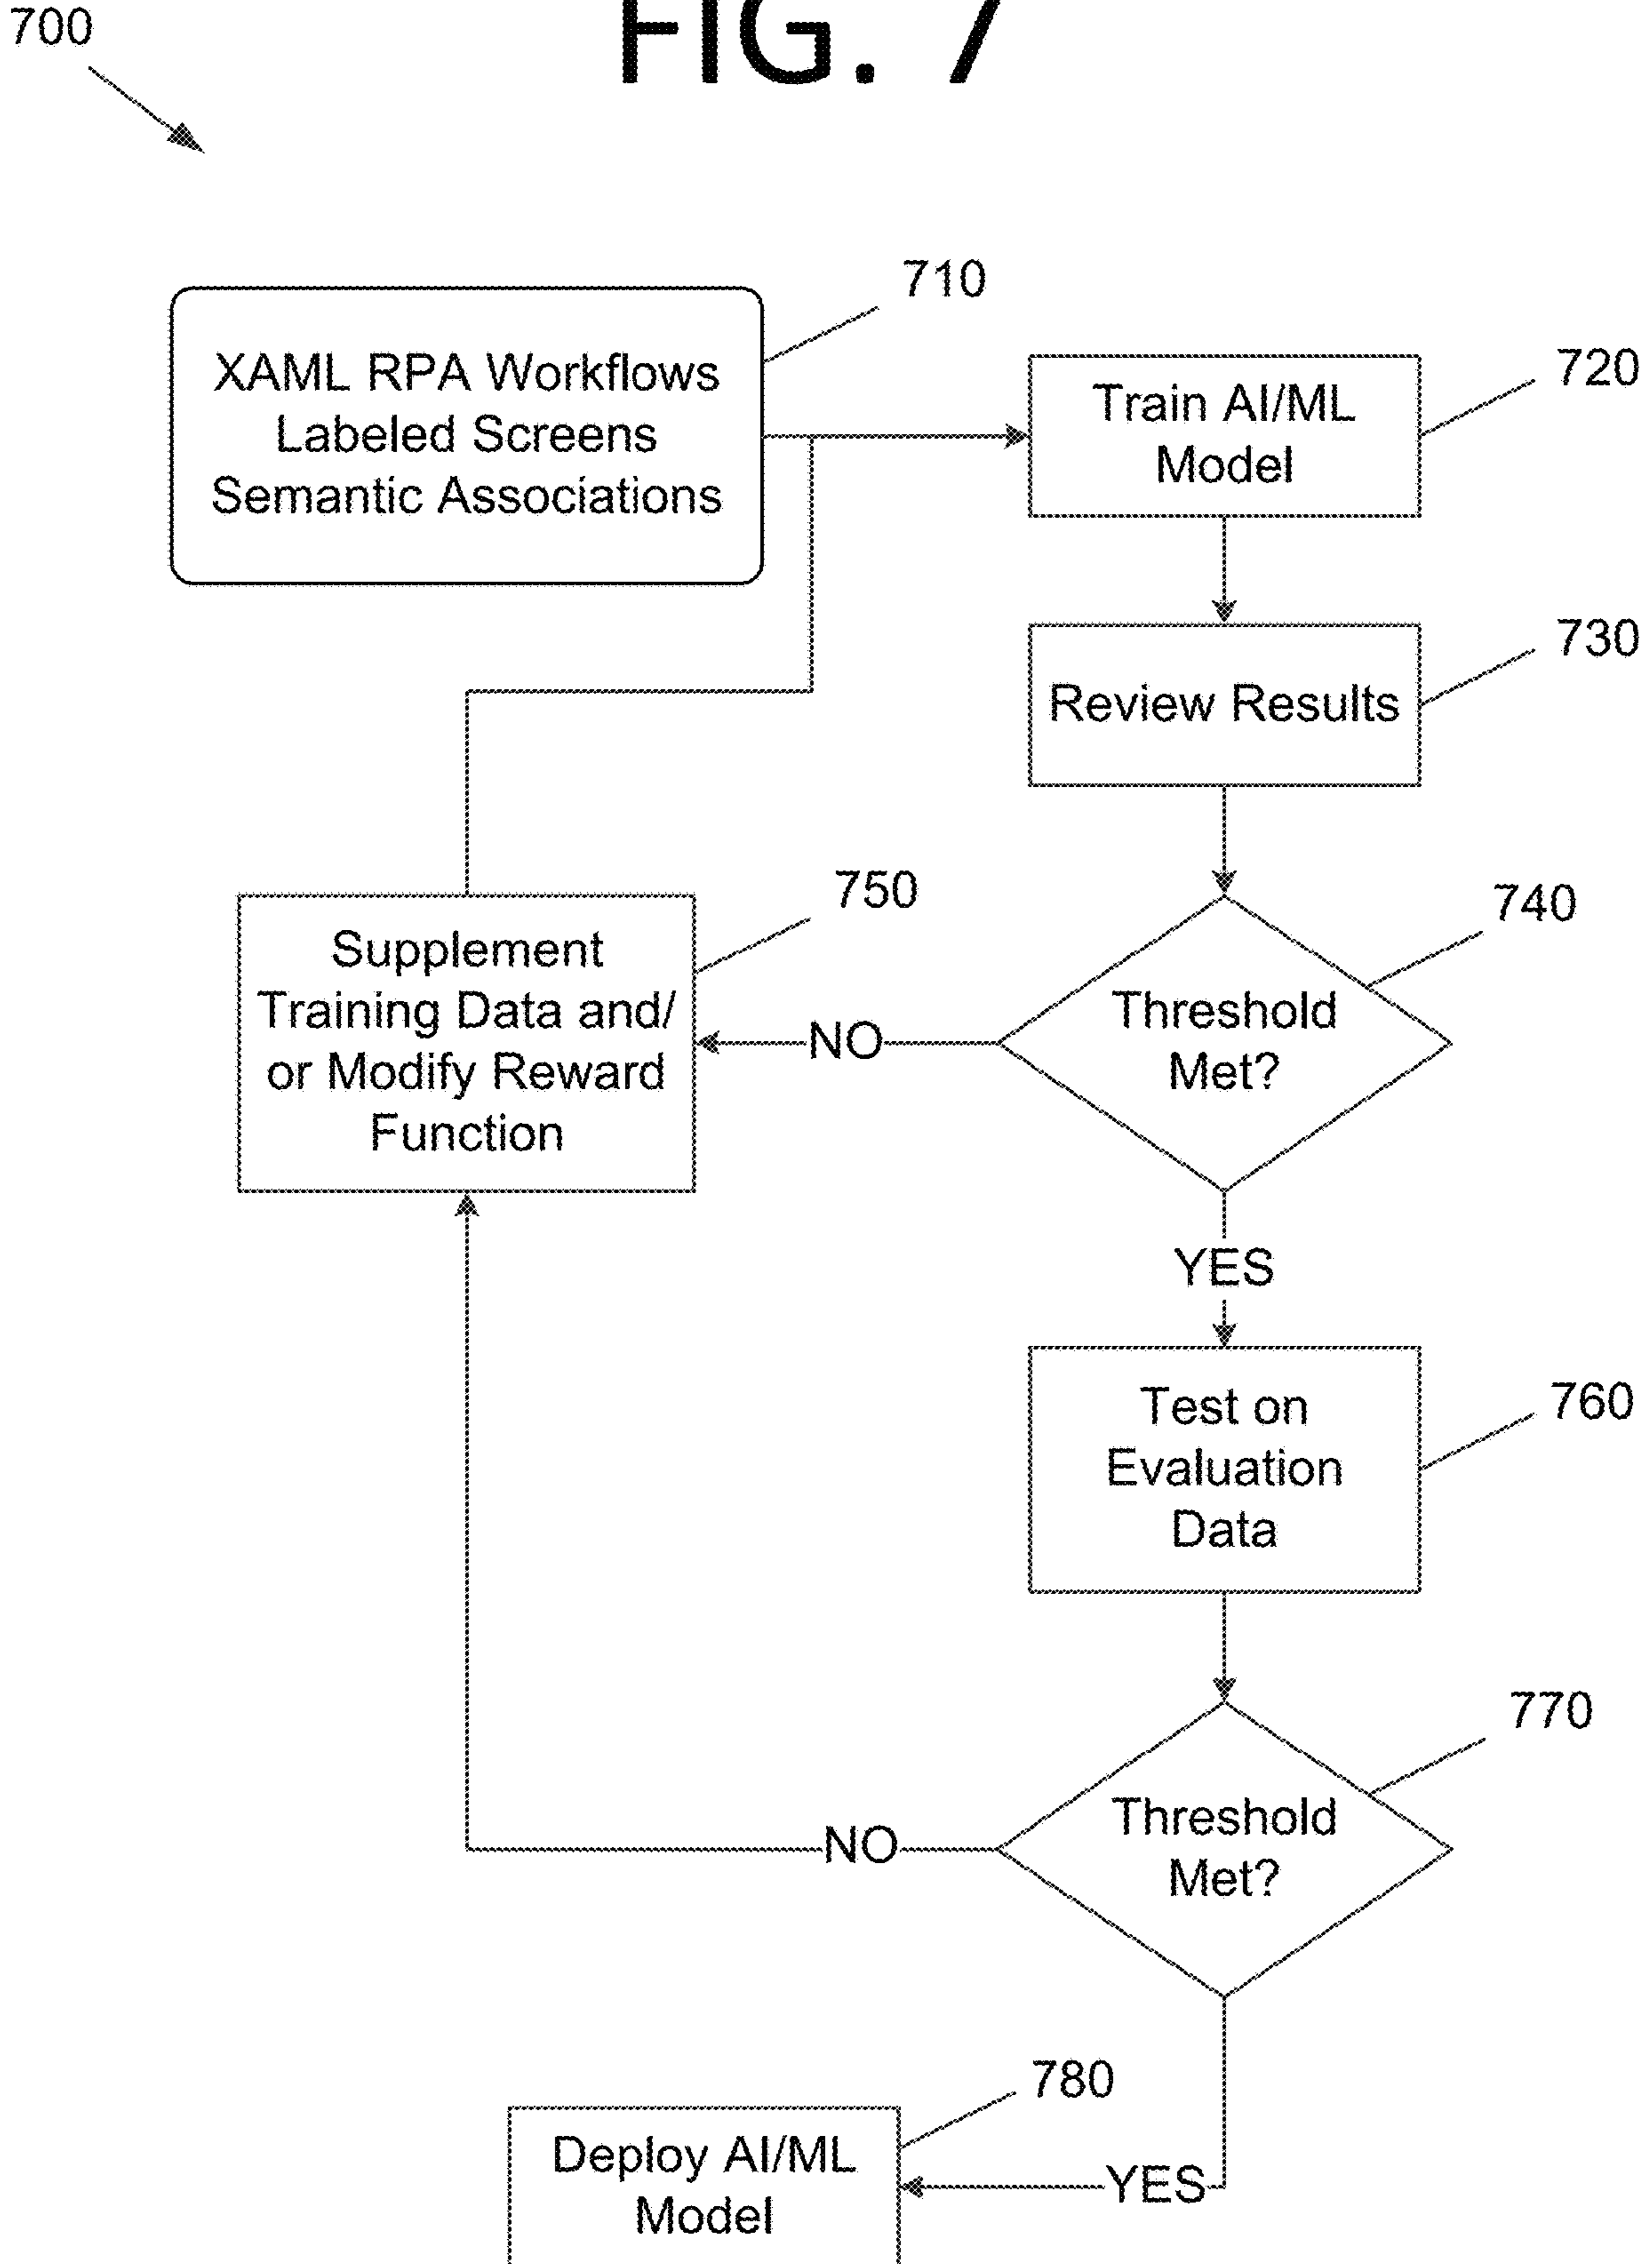 FIG. 7
700
710
XAML RPA Workflows
Labeled Screens
Semantic Associations
720
Train AI/ML
Model
730
Review Results
740
Threshold
Met?
NO
750
Supplement
Training Data and/
or Modify Reward
Function
YES
760
Test on
Evaluation
Data
770
Threshold
Met?
NO
YES
780
Deploy AI/ML
Model